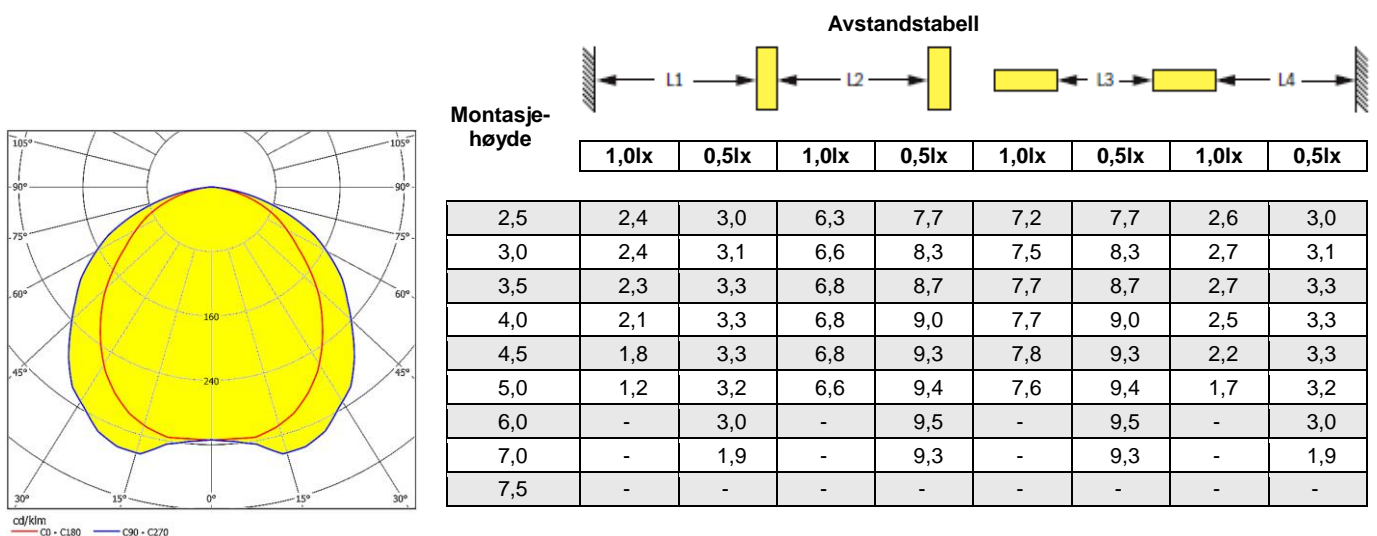 Avstandstabell
L1 L2 L3 L4
Montasje-
høyde
1,0lx 0,5lx 1,0lx 0,5lx 1,0lx 0,5lx 1,0lx 0,5lx
2,5 2,4 3,0 6,3 7,7 7,2 7,7 2,6 3,0
3,0 2,4 3,1 6,6 8,3 7,5 8,3 2,7 3,1
3,5 2,3 3,3 6,8 8,7 7,7 8,7 2,7 3,3
4,0 2,1 3,3 6,8 9,0 7,7 9,0 2,5 3,3
4,5 1,8 3,3 6,8 9,3 7,8 9,3 2,2 3,3
5,0 1,2 3,2 6,6 9,4 7,6 9,4 1,7 3,2
6,0 - 3,0 - 9,5 - 9,5 - 3,0
7,0 - 1,9 - 9,3 - 9,3 - 1,9
7,5 - - - - - - - -
105° 105°
90° 90°
75° 75°
60° 60°
160
45° 45°
240
30° 15° 0° 15° 30°
cd/klm
C0 - C180 C90 - C270